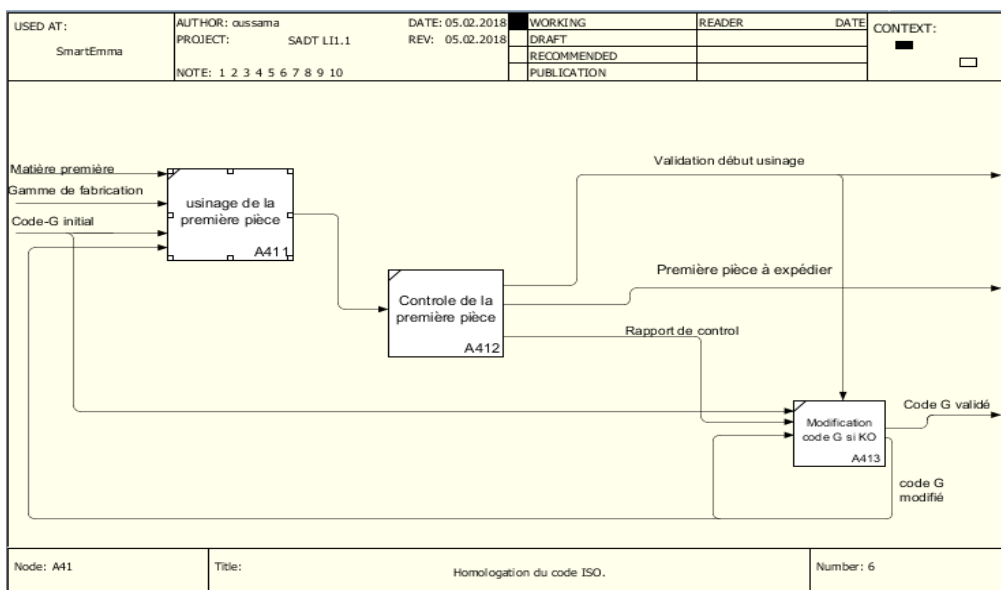 USED AT:
SmartEmma
AUTHOR: oussama
DATE: 05.02.2018
PROJECT: SADT LI1.1
REV: 05.02.2018
NOTE: 1 2 3 4 5 6 7 8 9 10
WORKING
DRAFT
RECOMMENDED
PUBLICATION
READER
DATE
CONTEXT:
Matière première
Gamme de fabrication
Code-G initial
usinage de la
première pièce
A411
Controle de la
première pièce
A412
Validation début usinage
Première pièce à expédier
Rapport de control
Modification
code G si KO
A413
Code G validé
code G
modifié
Node: A41
Title:
Homologation du code ISO.
Number: 6